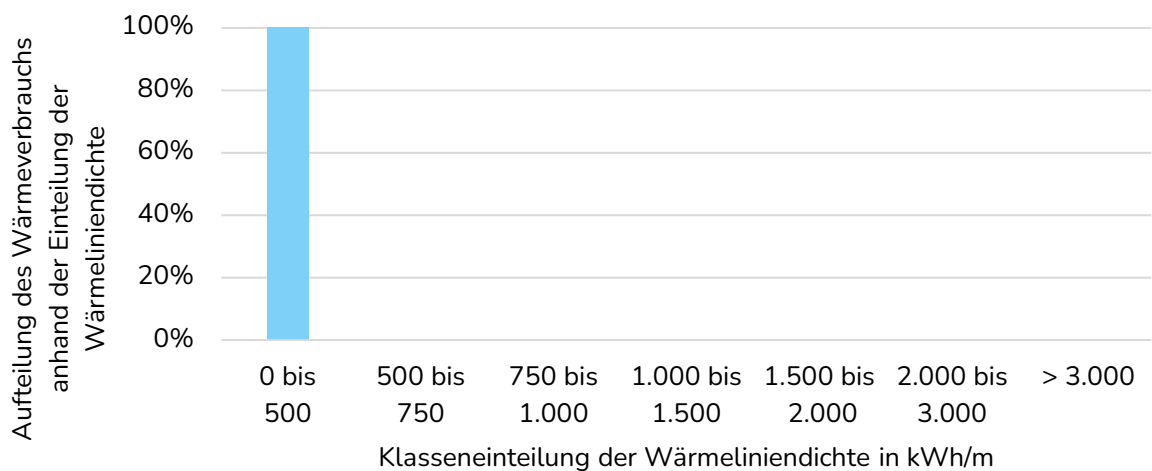 Aufteilung des Wärmeverbrauchs
anhand der Einteilung der
Wärmeliniendichte
100%
80%
60%
40%
20%
0%
0 bis 500
500 bis 750
750 bis 1.000
1.000 bis 1.500
1.500 bis 2.000
2.000 bis 3.000
> 3.000
Klasseneinteilung der Wärmeliniendichte in kWh/m